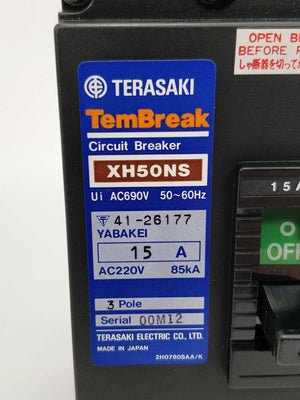 OPEN
BEFORE
しゃ断器を切ってか
TERASAKI
TemBreak
Circuit Breaker
XH50NS
Ui AC690V 50~60Hz
41-26177
YABAKEI
15 A
AC220V 85kA
3 Pole
Serial 00M12
TERASAKI ELECTRIC CO., LTD.
MADE IN JAPAN
2H0780SAA/K
15A
OFF